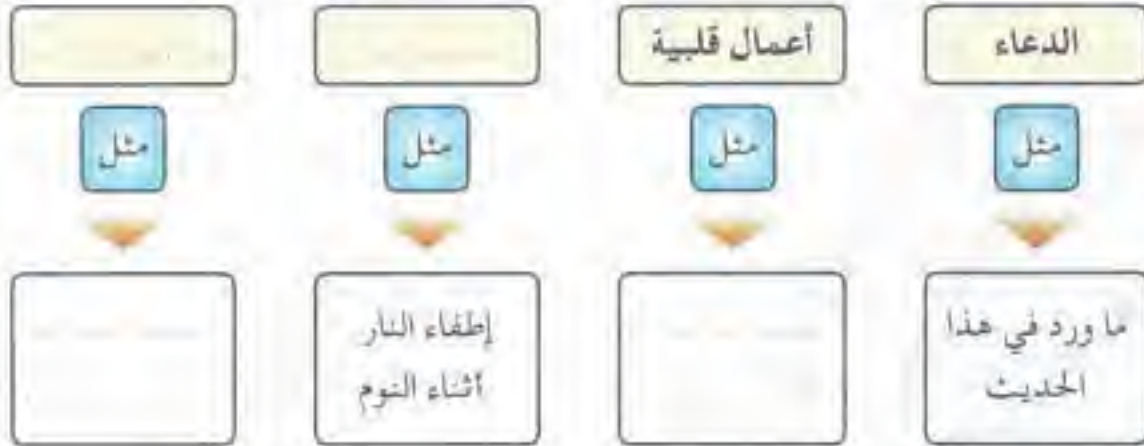 الدعاء
أعمال قلبية
مثل
مثل
مثل
مثل
ما ورد في هذا
الحديث
إطفاء النار
أثناء النوم